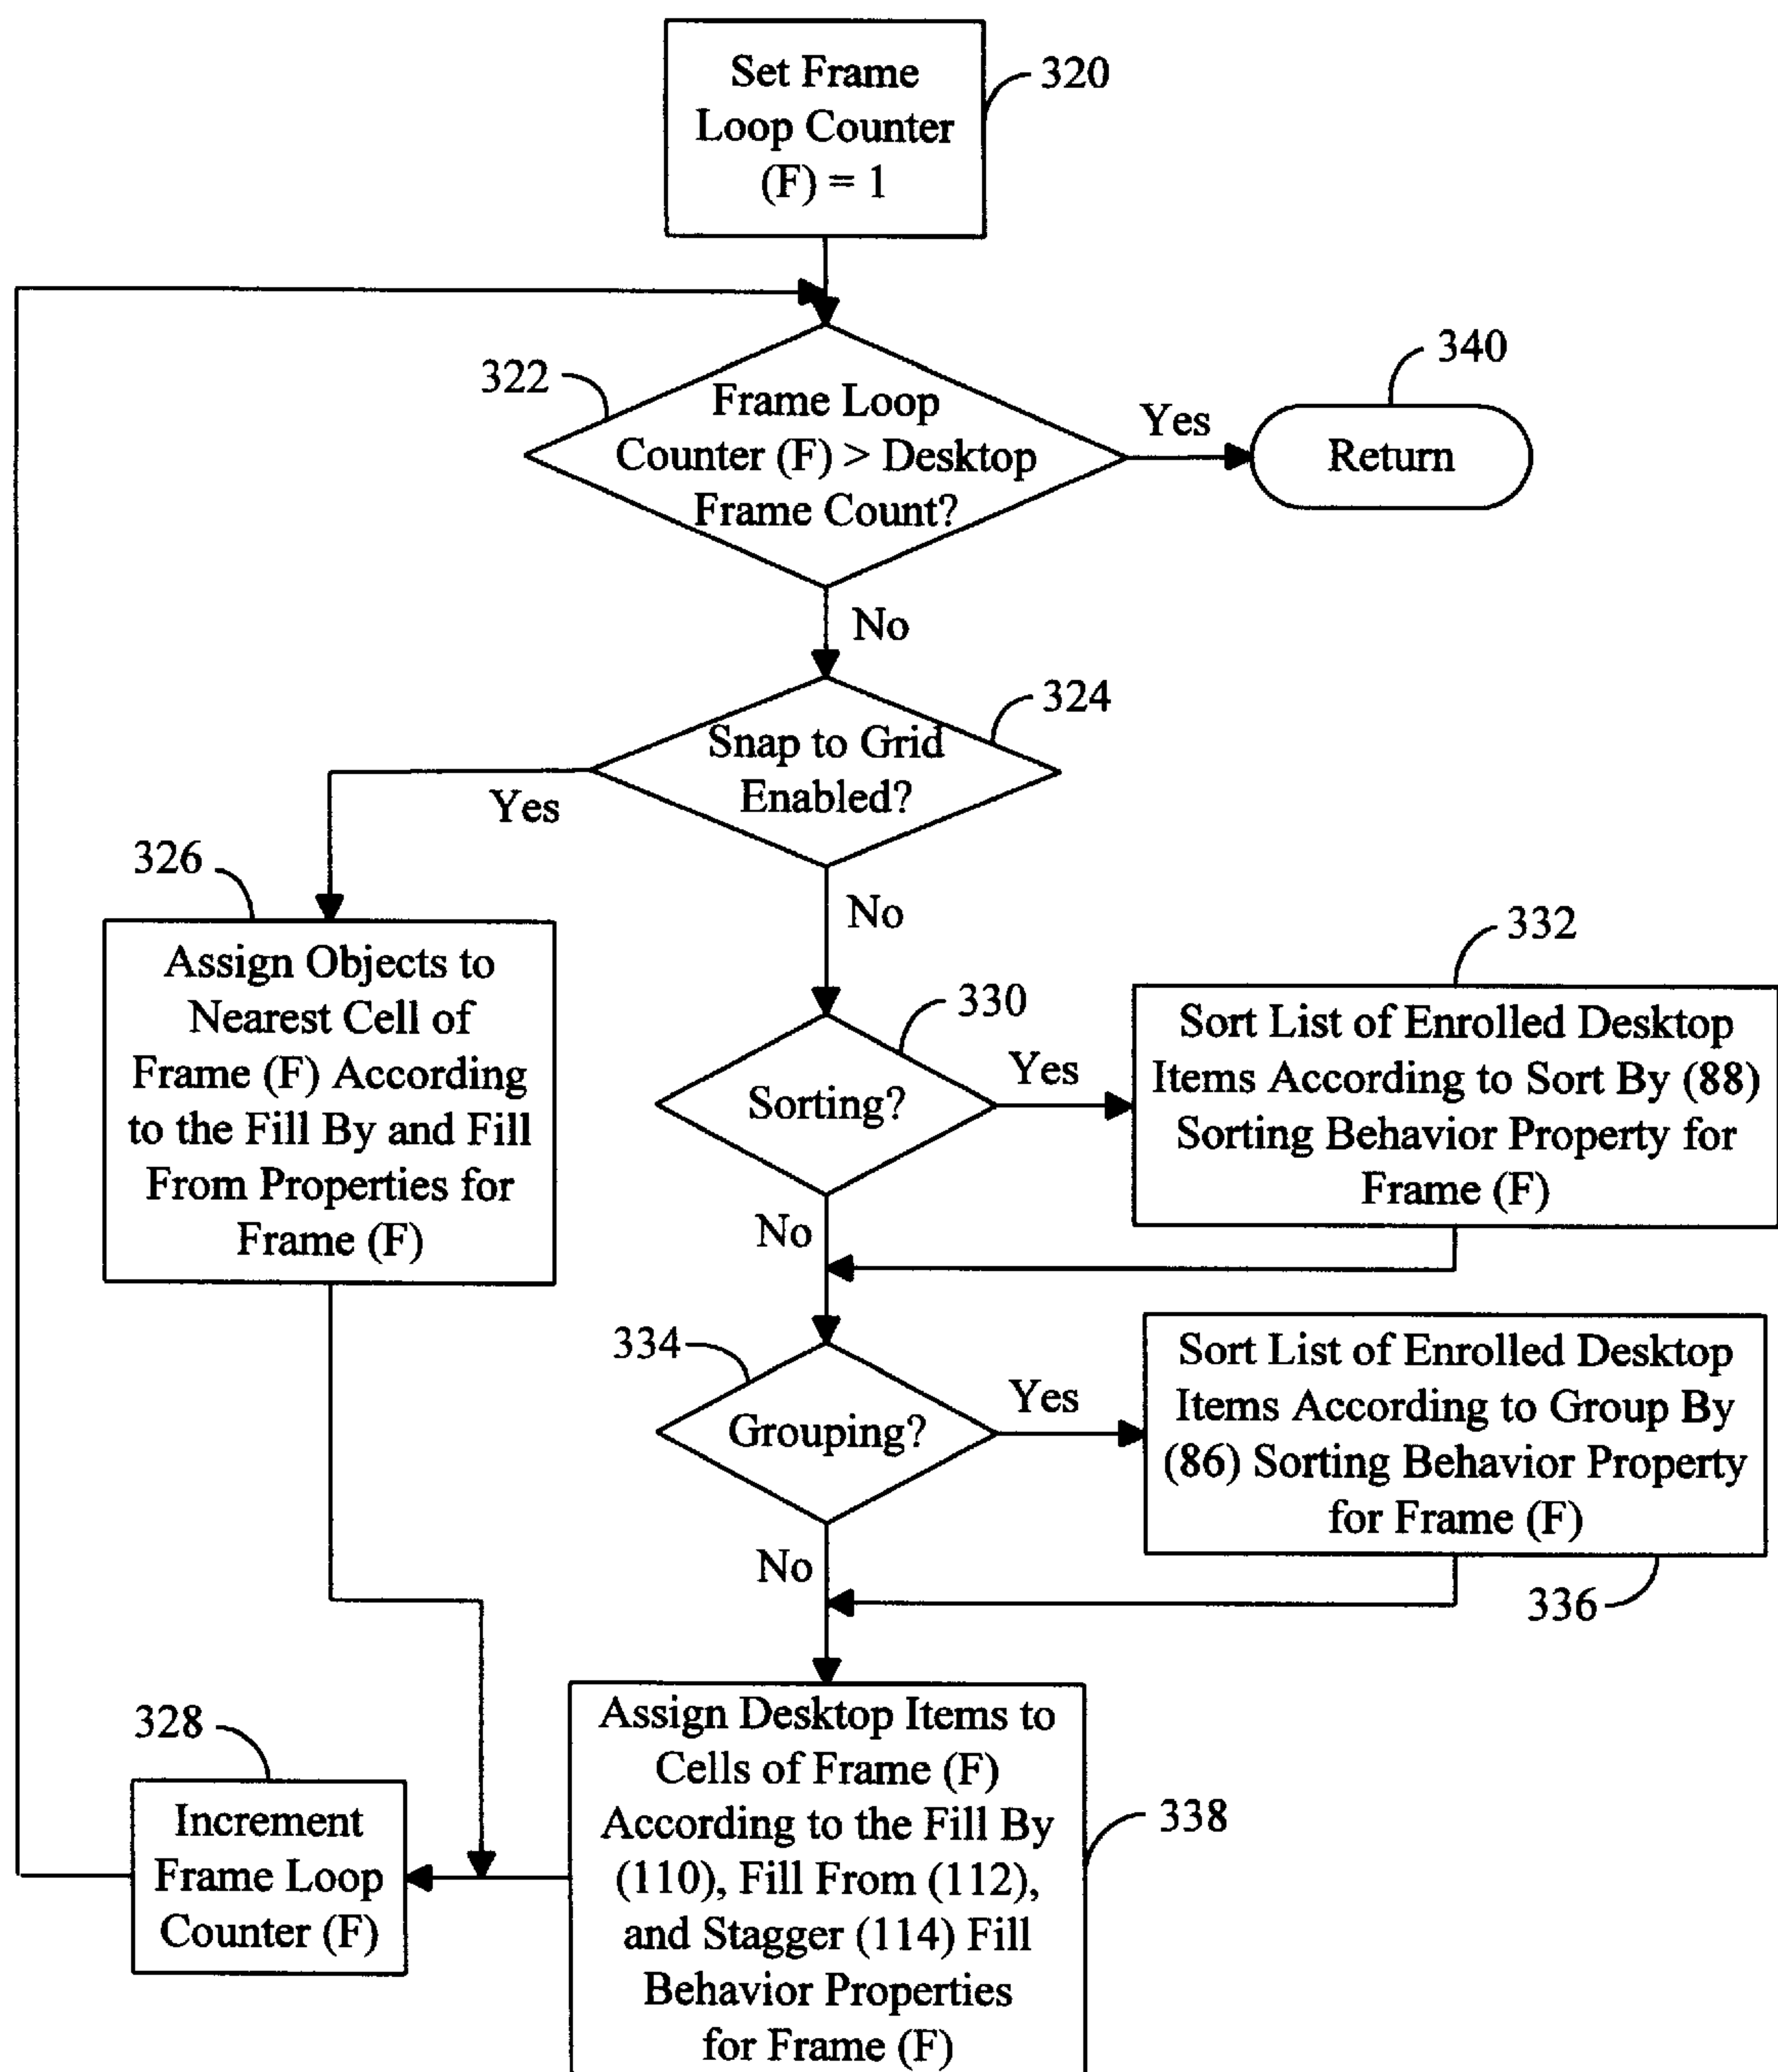 Set Frame
Loop Counter
(F) = 1
320
322
Frame Loop
Counter (F) > Desktop
Frame Count?
Yes
340
Return
No
324
Snap to Grid
Enabled?
Yes
No
326
Assign Objects to
Nearest Cell of
Frame (F) According
to the Fill By and Fill
From Properties for
Frame (F)
330
Sorting?
Yes
332
Sort List of Enrolled Desktop
Items According to Sort By (88)
Sorting Behavior Property for
Frame (F)
No
334
Grouping?
Yes
Sort List of Enrolled Desktop
Items According to Group By
(86) Sorting Behavior Property
for Frame (F)
336
No
328
Increment
Frame Loop
Counter (F)
Assign Desktop Items to
Cells of Frame (F)
According to the Fill By
(110), Fill From (112),
and Stagger (114) Fill
Behavior Properties
for Frame (F)
338